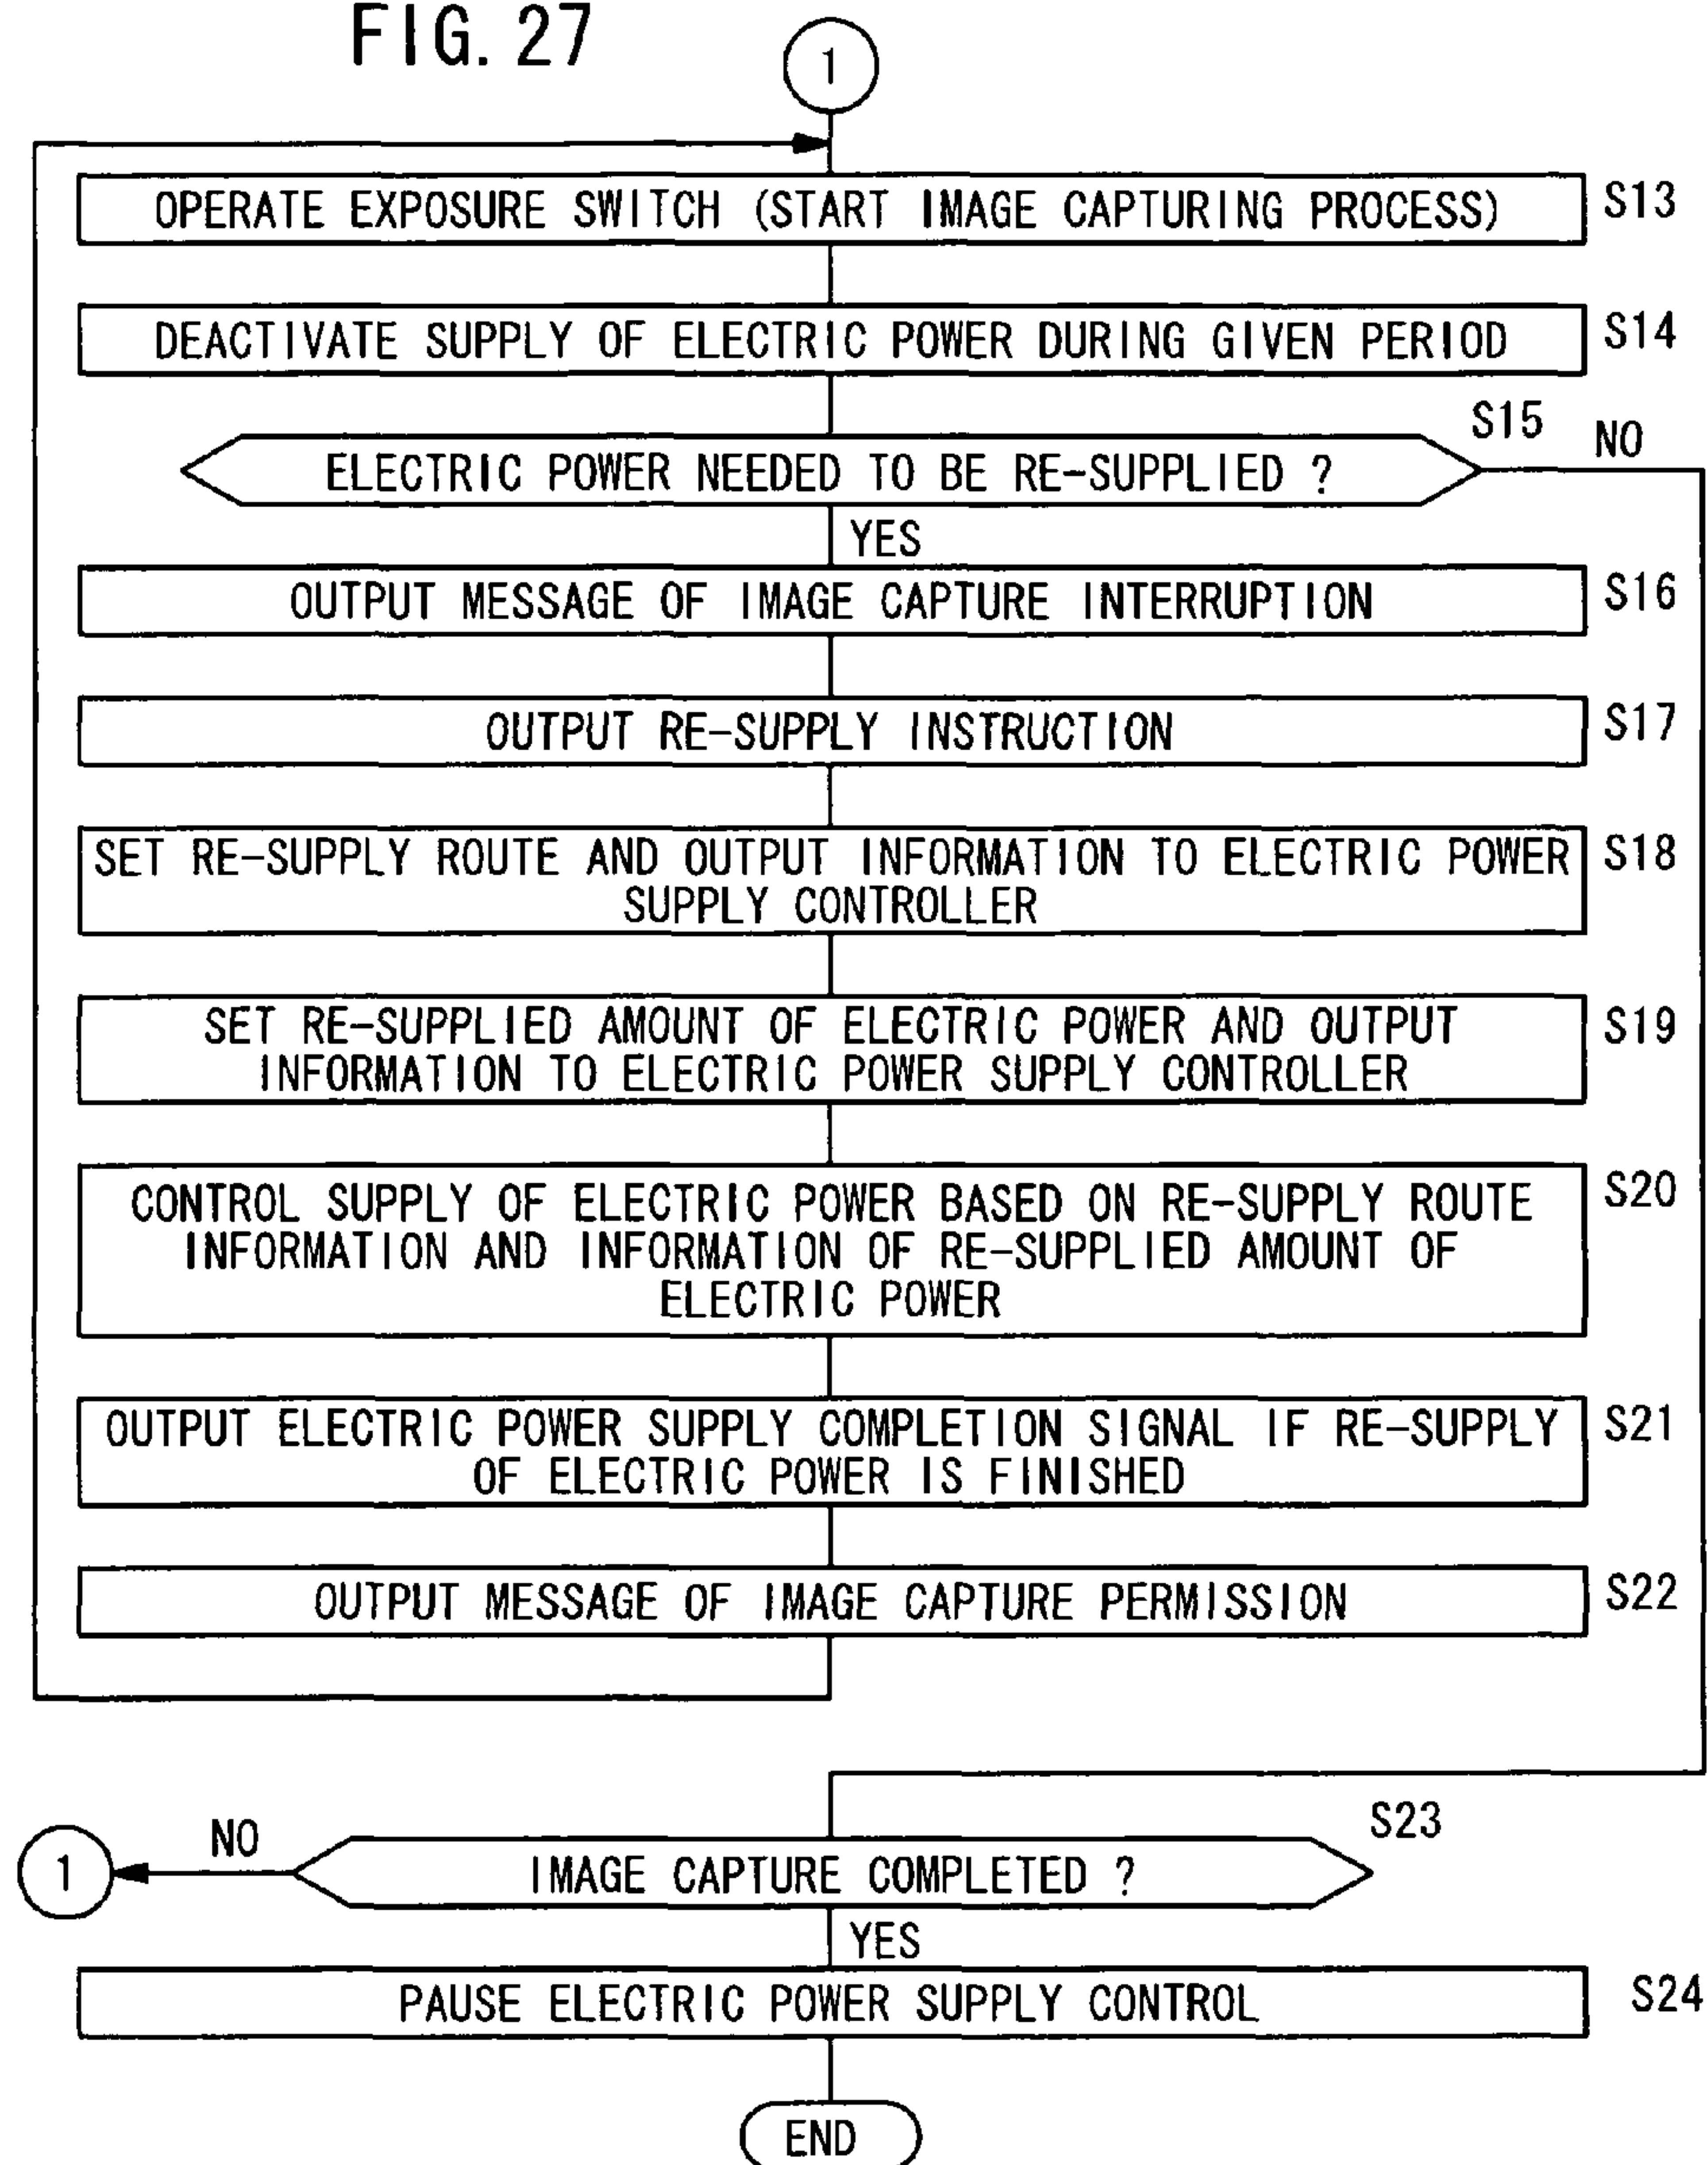 FIG. 27
1
OPERATE EXPOSURE SWITCH (START IMAGE CAPTURING PROCESS)
S13
DEACTIVATE SUPPLY OF ELECTRIC POWER DURING GIVEN PERIOD
S14
S15
NO
ELECTRIC POWER NEEDED TO BE RE-SUPPLIED ?
YES
OUTPUT MESSAGE OF IMAGE CAPTURE INTERRUPTION
S16
OUTPUT RE-SUPPLY INSTRUCTION
S17
SET RE-SUPPLY ROUTE AND OUTPUT INFORMATION TO ELECTRIC POWER
SUPPLY CONTROLLER
S18
SET RE-SUPPLIED AMOUNT OF ELECTRIC POWER AND OUTPUT
INFORMATION TO ELECTRIC POWER SUPPLY CONTROLLER
S19
CONTROL SUPPLY OF ELECTRIC POWER BASED ON RE-SUPPLY ROUTE
INFORMATION AND INFORMATION OF RE-SUPPLIED AMOUNT OF
ELECTRIC POWER
S20
OUTPUT ELECTRIC POWER SUPPLY COMPLETION SIGNAL IF RE-SUPPLY
OF ELECTRIC POWER IS FINISHED
S21
OUTPUT MESSAGE OF IMAGE CAPTURE PERMISSION
S22
S23
NO
1
IMAGE CAPTURE COMPLETED ?
YES
PAUSE ELECTRIC POWER SUPPLY CONTROL
S24
END